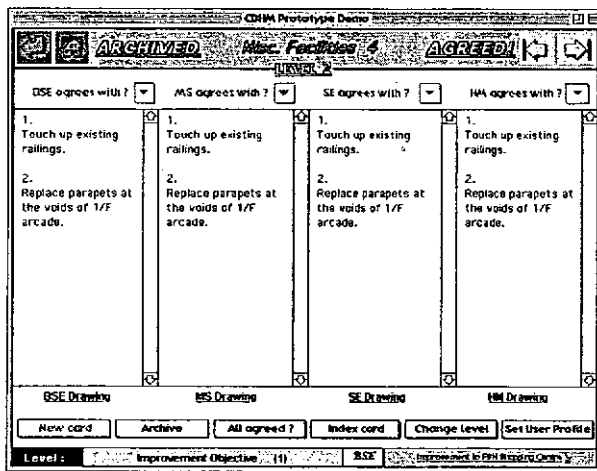 CDHM Prototype Demo
ARCHIVED Misc. Facilities 4 AGREED!
LEVEL 2
BSE agrees with ? MS agrees with ? SE agrees with ? HM agrees with ?
1.
Touch up existing
railings.
2.
Replace parapets at
the voids of 1/F
arcade.
1.
Touch up existing
railings.
2.
Replace parapets at
the voids of 1/F
arcade.
1.
Touch up existing
railings.
2.
Replace parapets at
the voids of 1/F
arcade.
1.
Touch up existing
railings.
2.
Replace parapets at
the voids of 1/F
arcade.
BSE Drawing MS Drawing SE Drawing HM Drawing
New card Archive All agreed ? Index card Change level Set User Profile
Level : Improvement Objective (1) BSE Improvement to